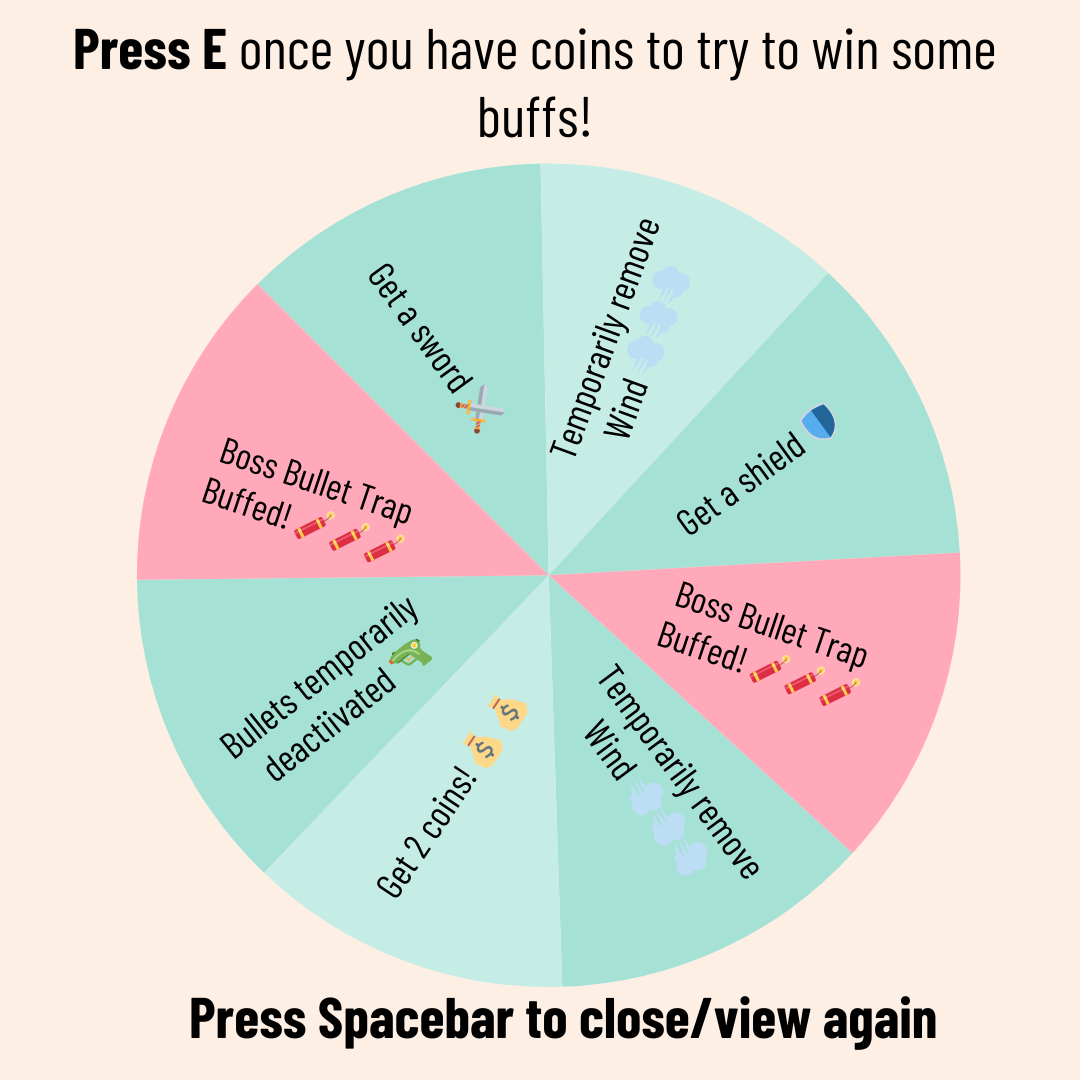 Press E once you have coins to try to win some
buffs!
Temporarily remove
Wind 🌨️🌨️🌨️
Get a shield 🛡️
Boss Bullet Trap
Buffed! 🧨🧨🧨
Temporarily remove
Wind 🌨️🌨️🌨️
Get 2 coins! 💰💰
Bullets temporarily
deactiivated 🔫
Boss Bullet Trap
Buffed! 🧨🧨🧨
Get a sword ⚔️
Press Spacebar to close/view again